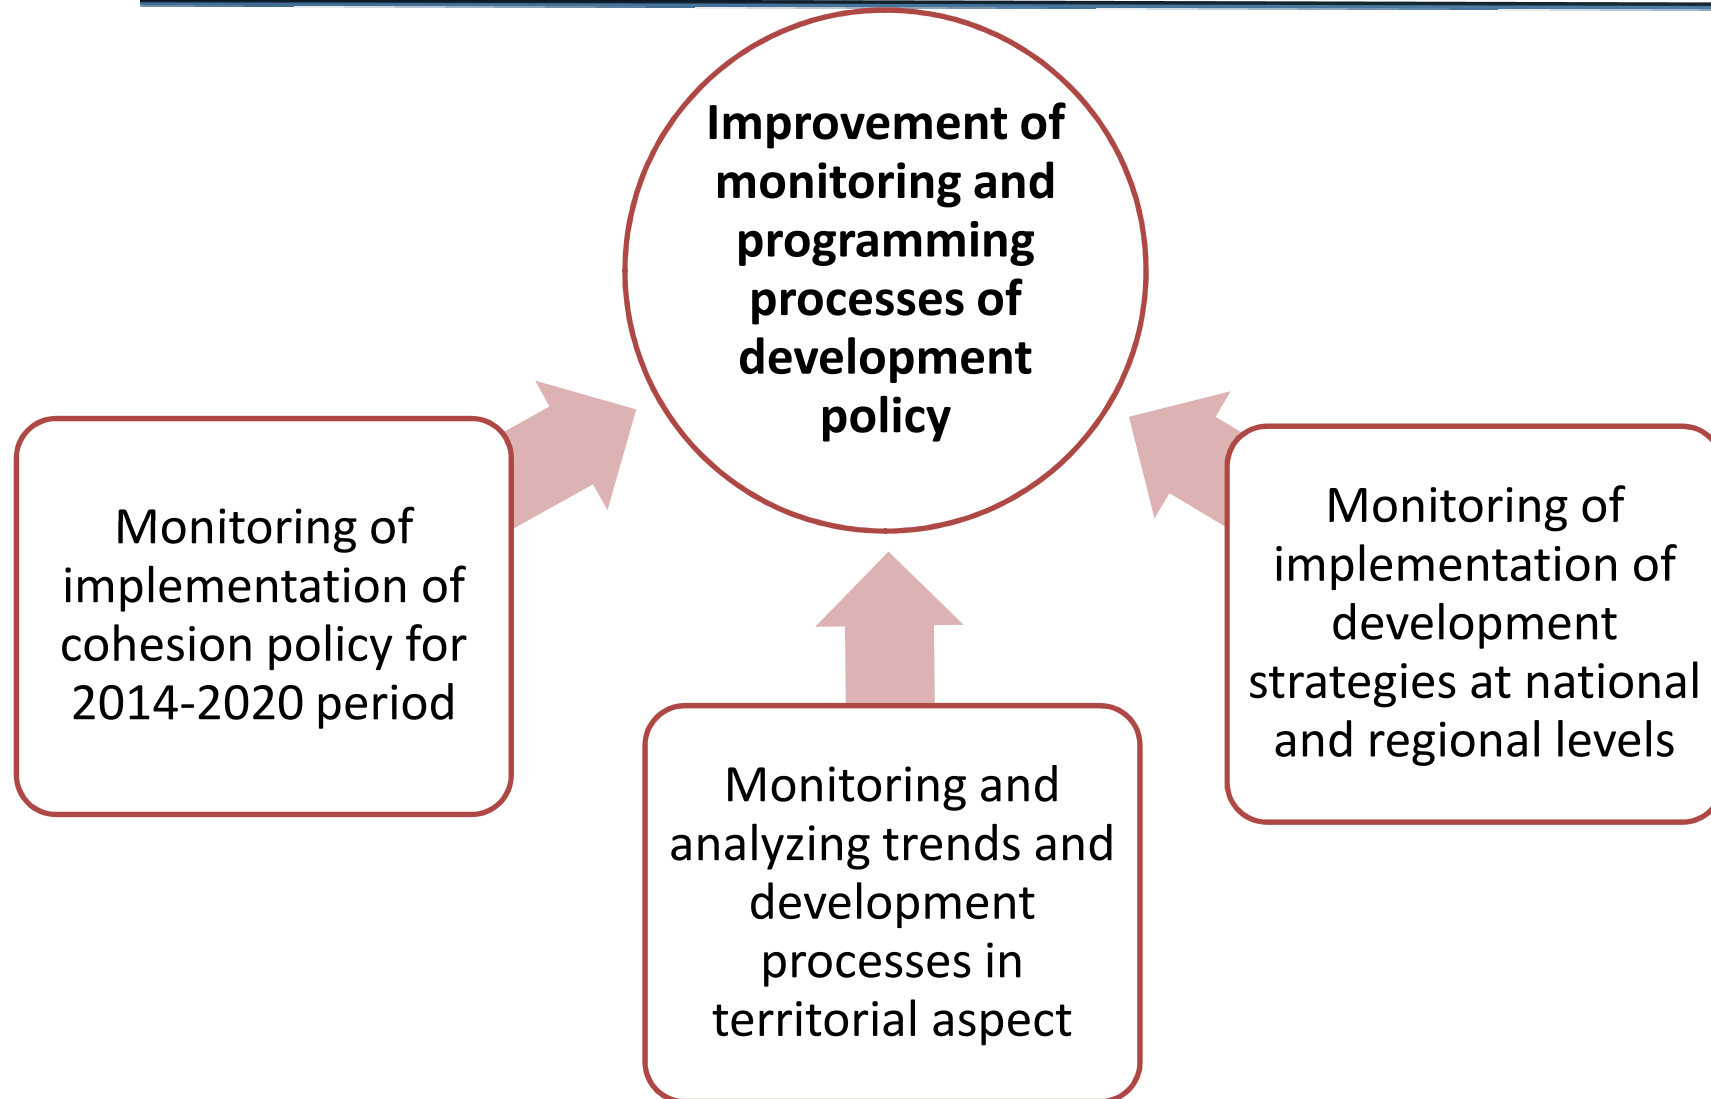 Improvement of
monitoring and
programming
processes of
development
policy
Monitoring of
implementation of
cohesion policy for
2014-2020 period
Monitoring and
analyzing trends and
development
processes in
territorial aspect
Monitoring of
implementation of
development
strategies at national
and regional levels